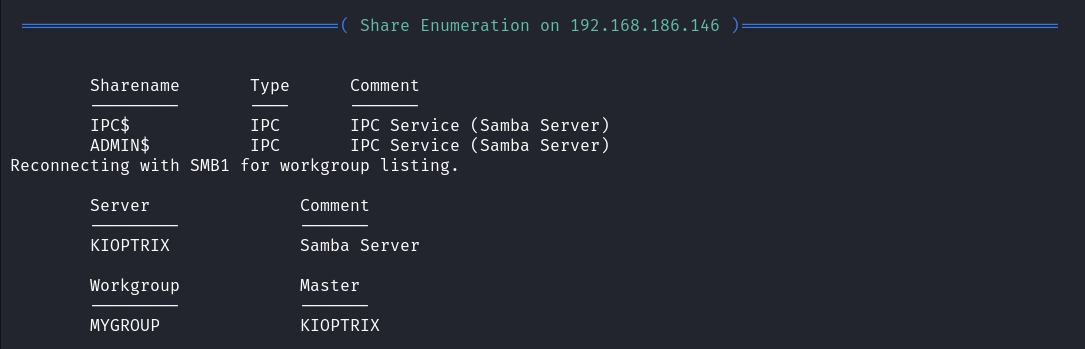 ( Share Enumeration on 192.168.186.146 )
Sharename Type Comment
--------- ---- -------
IPC$ IPC IPC Service (Samba Server)
ADMIN$ IPC IPC Service (Samba Server)
Reconnecting with SMB1 for workgroup listing.
Server Comment
--------- -------
KIOPTRIX Samba Server
Workgroup Master
--------- -------
MYGROUP KIOPTRIX